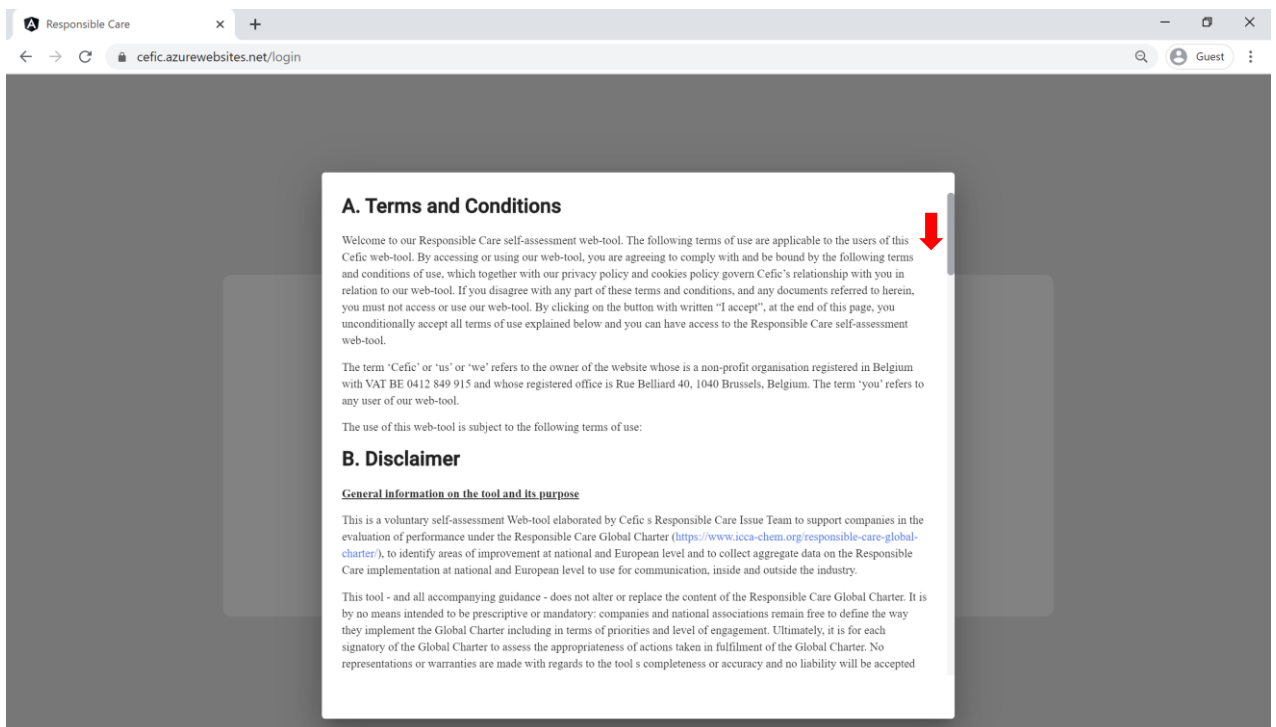 Responsible Care
cefic.azurewebsites.net/login
Guest
A. Terms and Conditions
Welcome to our Responsible Care self-assessment web-tool. The following terms of use are applicable to the users of this
Cefic web-tool. By accessing or using our web-tool, you are agreeing to comply with and be bound by the following terms
and conditions of use, which together with our privacy policy and cookies policy govern Cefic's relationship with you in
relation to our web-tool. If you disagree with any part of these terms and conditions, and any documents referred to herein,
you must not access or use our web-tool. By clicking on the button with written “I accept”, at the end of this page, you
unconditionally accept all terms of use explained below and you can have access to the Responsible Care self-assessment
web-tool.
The term ‘Cefic’ or ‘us’ or ‘we’ refers to the owner of the website whose is a non-profit organisation registered in Belgium
with VAT BE 0412 849 915 and whose registered office is Rue Belliard 40, 1040 Brussels, Belgium. The term ‘you’ refers to
any user of our web-tool.
The use of this web-tool is subject to the following terms of use:
B. Disclaimer
General information on the tool and its purpose
This is a voluntary self-assessment Web-tool elaborated by Cefic s Responsible Care Issue Team to support companies in the
evaluation of performance under the Responsible Care Global Charter (https://www.icca-chem.org/responsible-care-global-
charter/), to identify areas of improvement at national and European level and to collect aggregate data on the Responsible
Care implementation at national and European level to use for communication, inside and outside the industry.
This tool - and all accompanying guidance - does not alter or replace the content of the Responsible Care Global Charter. It is
by no means intended to be prescriptive or mandatory: companies and national associations remain free to define the way
they implement the Global Charter including in terms of priorities and level of engagement. Ultimately, it is for each
signatory of the Global Charter to assess the appropriateness of actions taken in fulfilment of the Global Charter. No
representations or warranties are made with regards to the tool s completeness or accuracy and no liability will be accepted